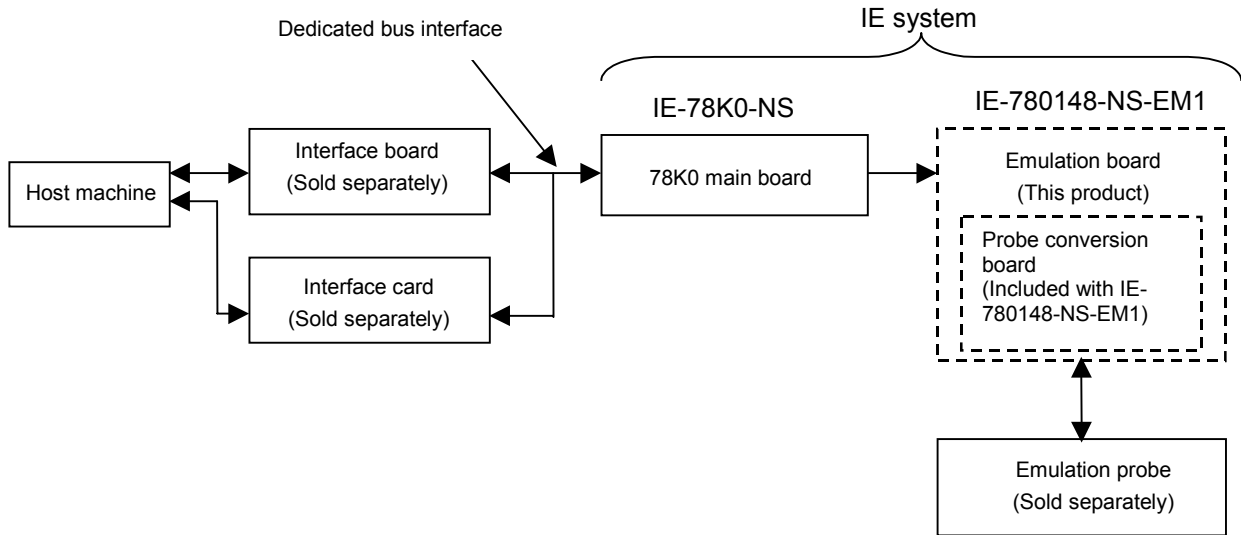 IE system
Dedicated bus interface
IE-78K0-NS
IE-780148-NS-EM1
Host machine
Interface board
(Sold separately)
78K0 main board
Emulation board
(This product)
Probe conversion
board
(Included with IE-
780148-NS-EM1)
Interface card
(Sold separately)
Emulation probe
(Sold separately)